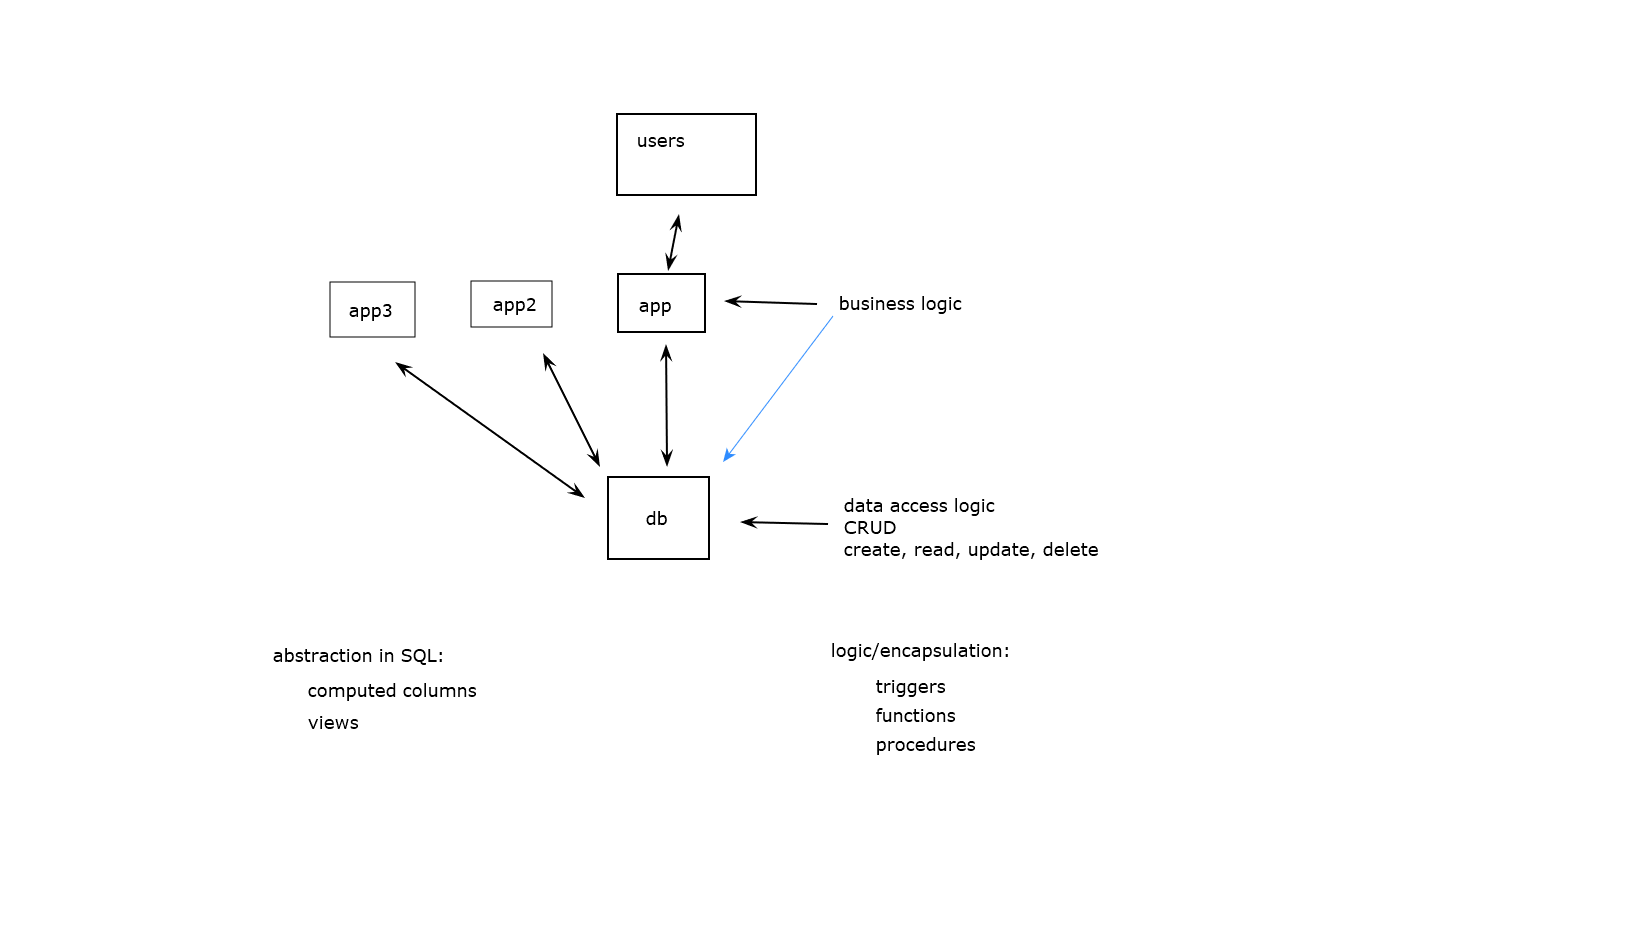 users
app3
app2
app
business logic
db
data access logic
CRUD
create, read, update, delete
abstraction in SQL:
computed columns
views
logic/encapsulation:
triggers
functions
procedures